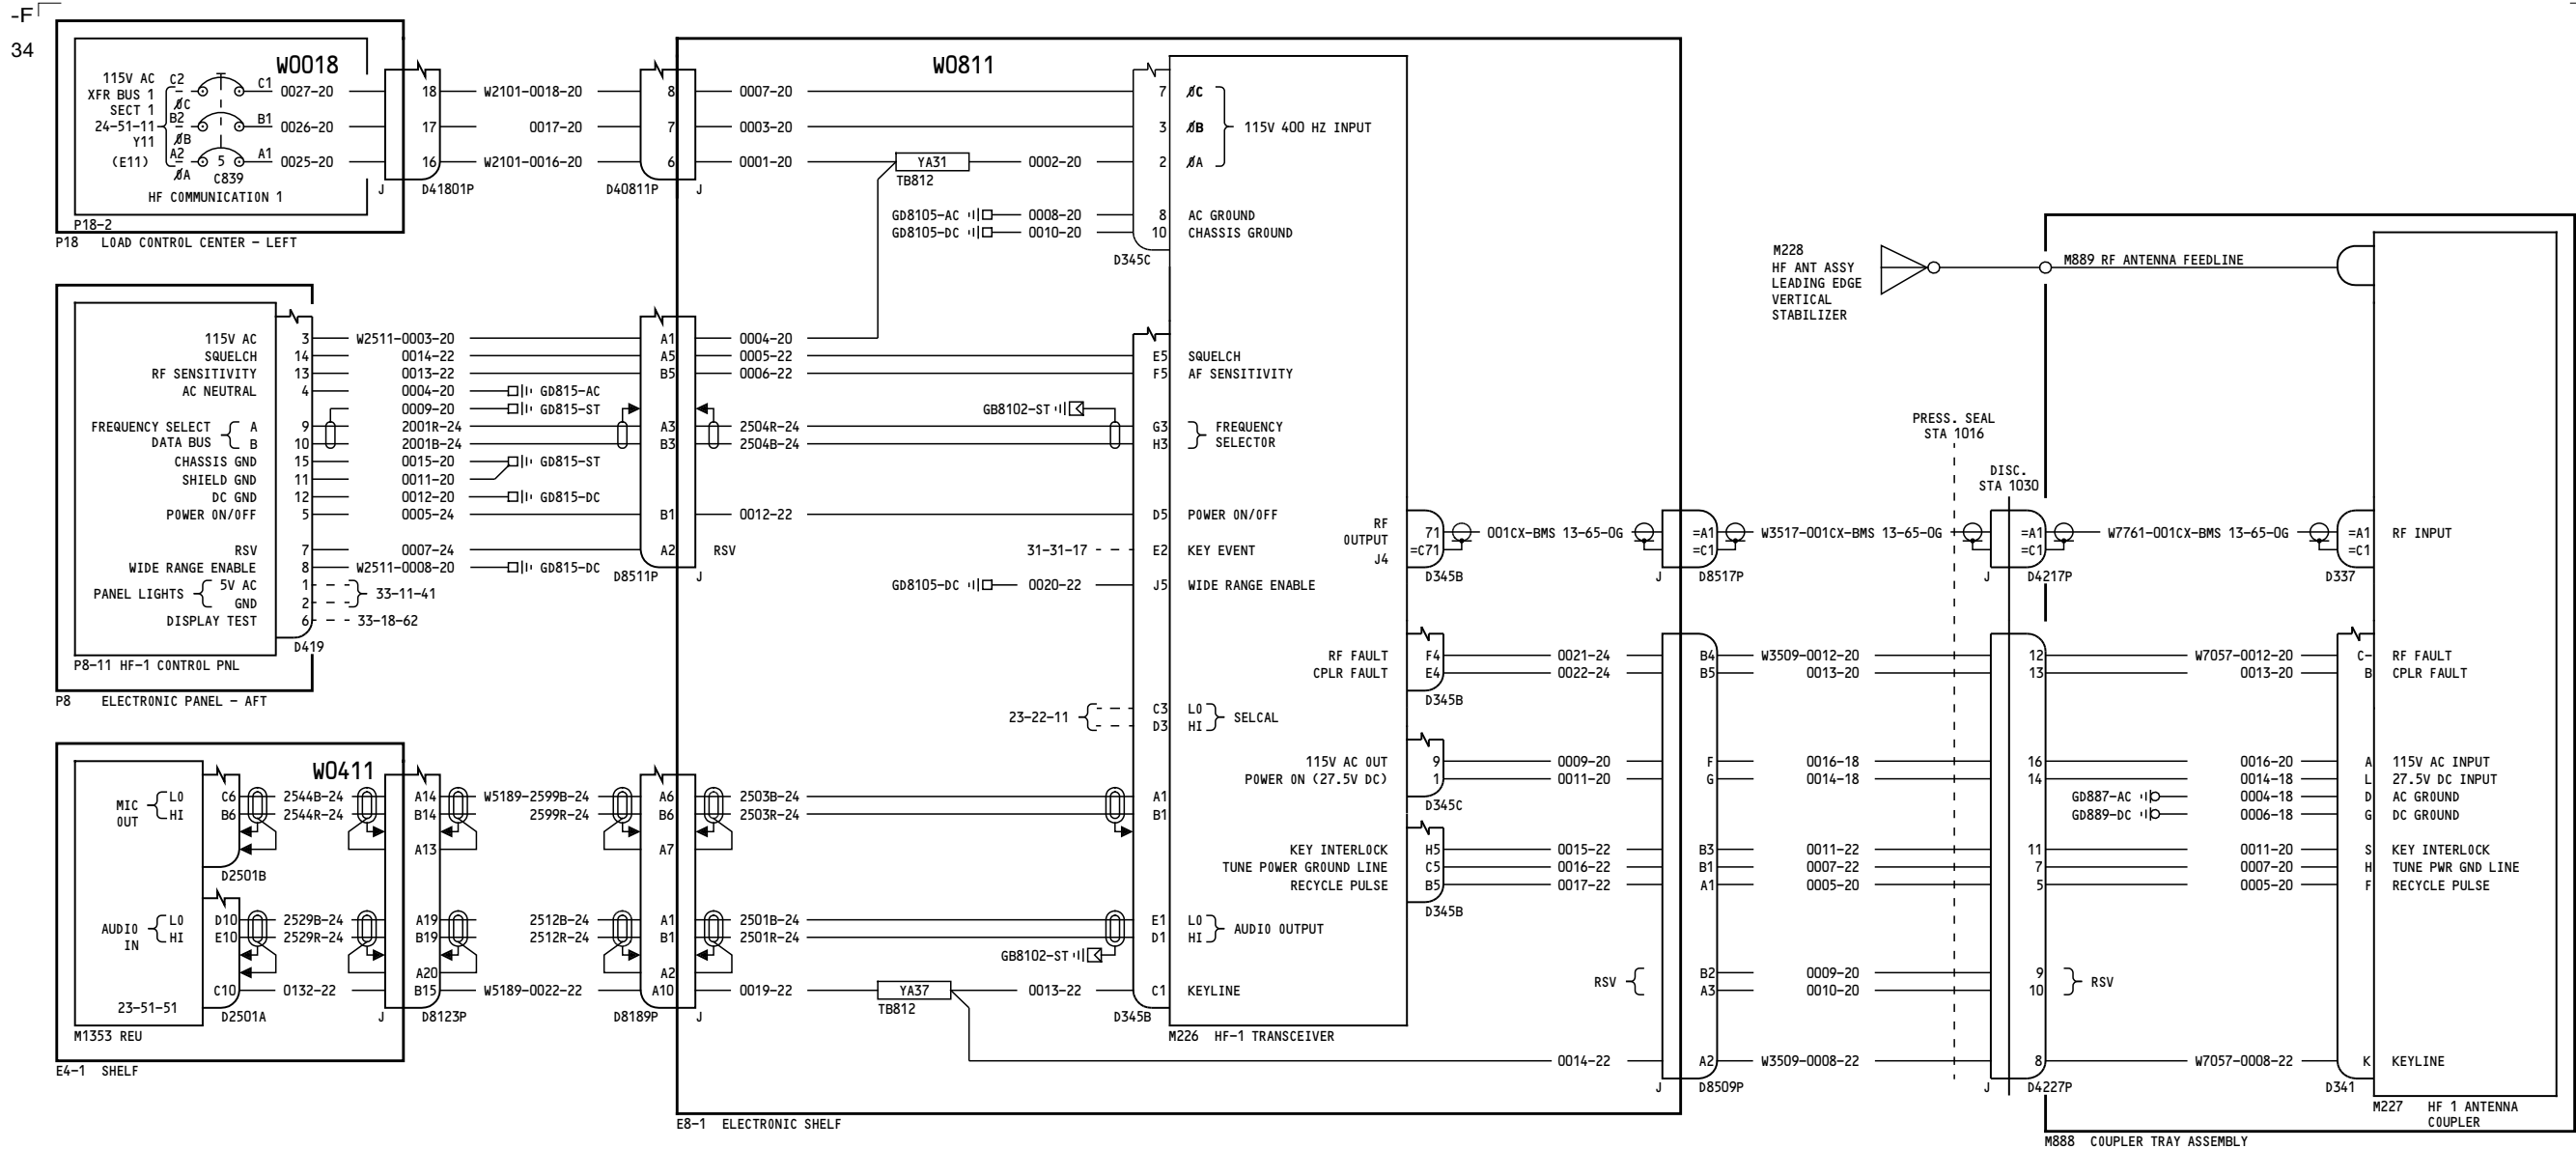 -F
34
W0018
115V AC
XFR BUS 1
SECT 1
24-51-11
Y11
(E11)
C2 C1 0027-20
ØC
B2 B1 0026-20
ØB
A2 5 A1 0025-20
ØA
C839
HF COMMUNICATION 1
P18-2
P18 LOAD CONTROL CENTER - LEFT
18 W2101-0018-20 8 0007-20
17 0017-20 7 0003-20
16 W2101-0016-20 6 0001-20
J D41801P D40811P J
W0811
YA31 0002-20
TB812
7 ØC
3 ØB 115V 400 HZ INPUT
2 ØA
GD8105-AC 0008-20 8 AC GROUND
GD8105-DC 0010-20 10 CHASSIS GROUND
D345C
115V AC 3 W2511-0003-20 A1 0004-20
SQUELCH 14 0014-22 A5 0005-22 E5 SQUELCH
RF SENSITIVITY 13 0013-22 B5 0006-22 F5 AF SENSITIVITY
AC NEUTRAL 4 0004-20 GD815-AC
0009-20 GD815-ST GB8102-ST
FREQUENCY SELECT DATA BUS
A 9 2001R-24 A3 2504R-24 G3
B 10 2001B-24 B3 2504B-24 H3
FREQUENCY
SELECTOR
CHASSIS GND 15 0015-20 GD815-ST
SHIELD GND 11 0011-20
DC GND 12 0012-20 GD815-DC
POWER ON/OFF 5 0005-24 B1 0012-22 D5 POWER ON/OFF
RSV 7 0007-24 A2 RSV 31-31-17 E2 KEY EVENT
WIDE RANGE ENABLE 8 W2511-0008-20 GD815-DC D8511P J
GD8105-DC 0020-22 J5 WIDE RANGE ENABLE
PANEL LIGHTS 5V AC 1 33-11-41
GND 2
DISPLAY TEST 6 33-18-62
D419
P8-11 HF-1 CONTROL PNL
P8 ELECTRONIC PANEL - AFT
23-22-11 C3 LO SELCAL
D3 HI
W0411
MIC OUT
LO C6 2544B-24 A14 W5189-2599B-24 A6 2503B-24 A1
HI B6 2544R-24 B14 2599R-24 B6 2503R-24 B1
A13 A7
D2501B
AUDIO IN
LO D10 2529B-24 A19 2512B-24 A1 2501B-24 E1 LO
HI E10 2529R-24 B19 2512R-24 B1 2501R-24 D1 HI
AUDIO OUTPUT
GB8102-ST
A20 A2
C10 0132-22 B15 W5189-0022-22 A10 0019-22 YA37 0013-22 C1 KEYLINE
TB812
23-51-51 D2501A J D8123P D8189P J D345B
M1353 REU
E4-1 SHELF
M226 HF-1 TRANSCEIVER
E8-1 ELECTRONIC SHELF
RF
OUTPUT
J4
71 001CX-BMS 13-65-0G =A1 W3517-001CX-BMS 13-65-0G =A1 W7761-001CX-BMS 13-65-0G =A1 RF INPUT
=C71 =C1 =C1 =C1
D345B J D8517P J D4217P D337
RF FAULT F4 0021-24 B4 W3509-0012-20 12 W7057-0012-20 C- RF FAULT
CPLR FAULT E4 0022-24 B5 0013-20 13 0013-20 B CPLR FAULT
D345B
115V AC OUT 9 0009-20 F 0016-18 16 0016-20 A 115V AC INPUT
POWER ON (27.5V DC) 1 0011-20 G 0014-18 14 0014-18 L 27.5V DC INPUT
D345C
GD887-AC 0004-18 D AC GROUND
GD889-DC 0006-18 G DC GROUND
KEY INTERLOCK H5 0015-22 B3 0011-22 11 0011-20 S KEY INTERLOCK
TUNE POWER GROUND LINE C5 0016-22 B1 0007-22 7 0007-20 H TUNE PWR GND LINE
RECYCLE PULSE B5 0017-22 A1 0005-20 5 0005-20 F RECYCLE PULSE
D345B
RSV B2 0009-20 9 RSV
A3 0010-20 10
0014-22 A2 W3509-0008-22 8 W7057-0008-22 K KEYLINE
J D8509P J D4227P D341
M228
HF ANT ASSY
LEADING EDGE
VERTICAL
STABILIZER
M889 RF ANTENNA FEEDLINE
PRESS. SEAL
STA 1016
DISC.
STA 1030
M227 HF 1 ANTENNA
COUPLER
M888 COUPLER TRAY ASSEMBLY